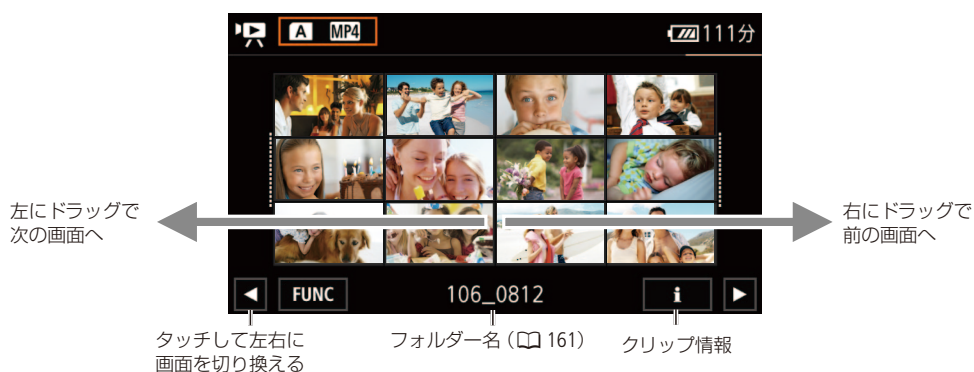 A MP4
111分
左にドラッグで
次の画面へ
右にドラッグで
前の画面へ
FUNC
106_0812
i
タッチして左右に
画面を切り換える
フォルダー名（ 161）
クリップ情報